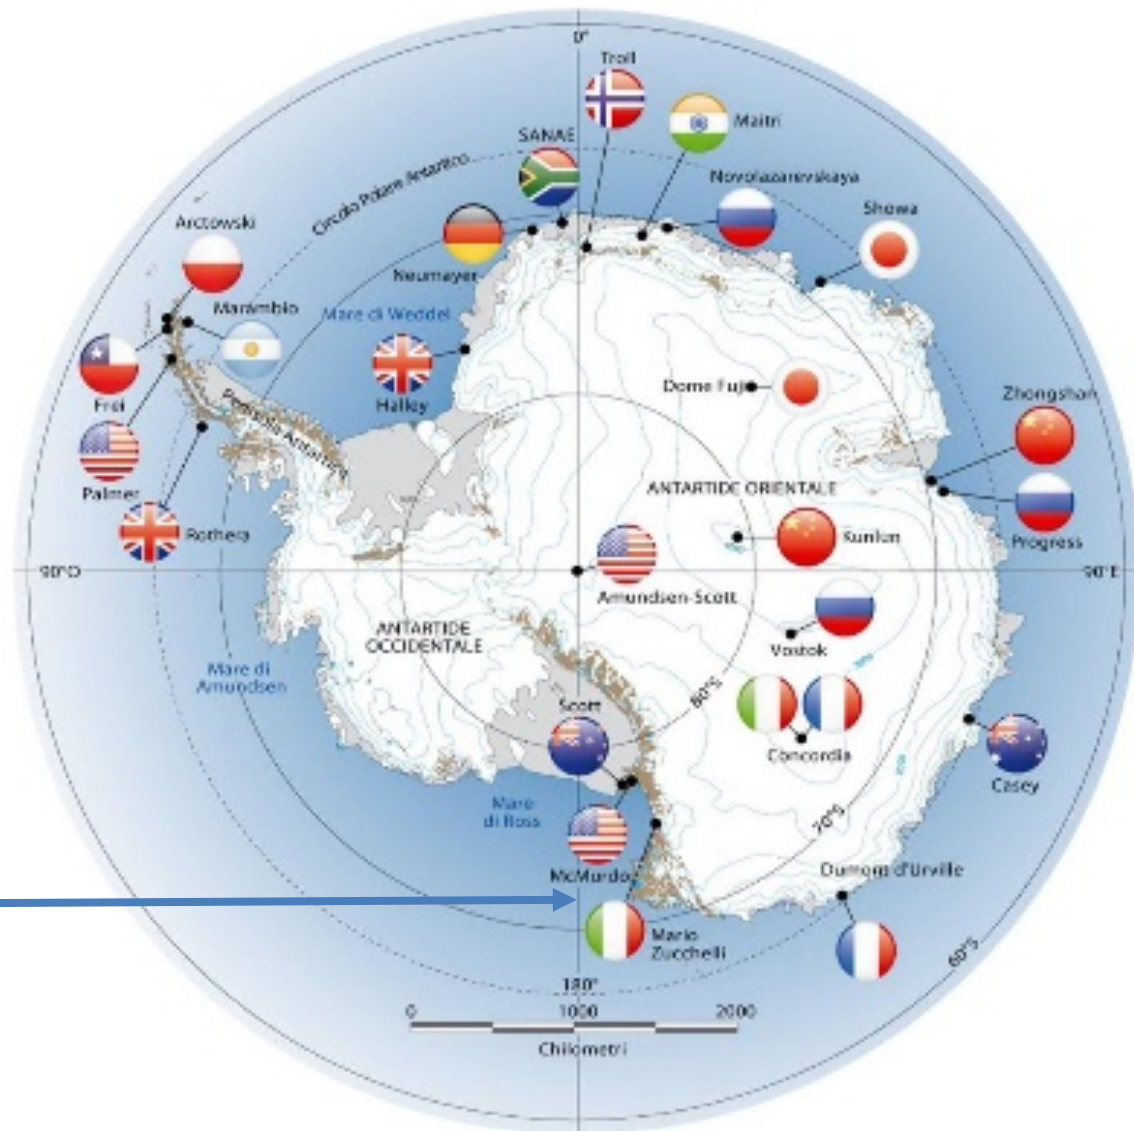 0°
Troll
Maitri
SANAE
Novolazarevskaya
Circolo Polare Antartico
Showa
Arctowski
Neumayer
Marambio
Mare di Weddel
Dome Fuji
Zhongshan
Frei
Halley
Penisola Antartica
ANTARTIDE ORIENTALE
Palmer
Rothera
Kunlun
Progress
90°O
90°E
Amundsen-Scott
ANTARTIDE
OCCIDENTALE
Vostok
Mare di
Amundsen
80°S
Scott
Concordia
Casey
Mare
di Ross
70°S
McMurdo
Dumont d'Urville
Mario
Zucchelli
60°S
180°
0 1000 2000
Chilometri